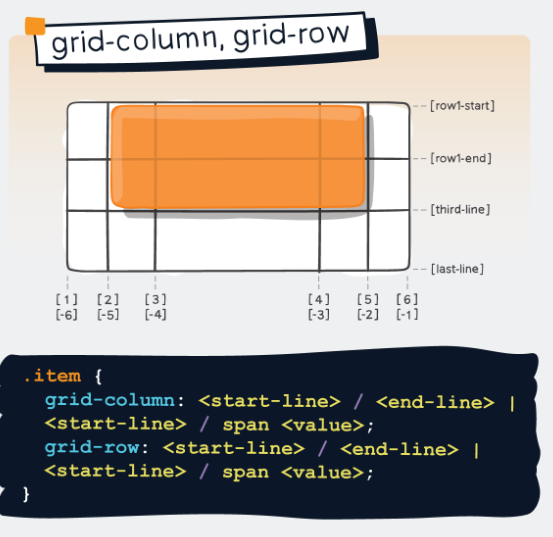 grid-column, grid-row
[row1-start]
[row1-end]
[third-line]
[last-line]
[1] [2] [3] [4] [5] [6]
[-6] [-5] [-4] [-3] [-2] [-1]
.item {
grid-column: <start-line> / <end-line> |
<start-line> / span <value>;
grid-row: <start-line> / <end-line> |
<start-line> / span <value>;
}